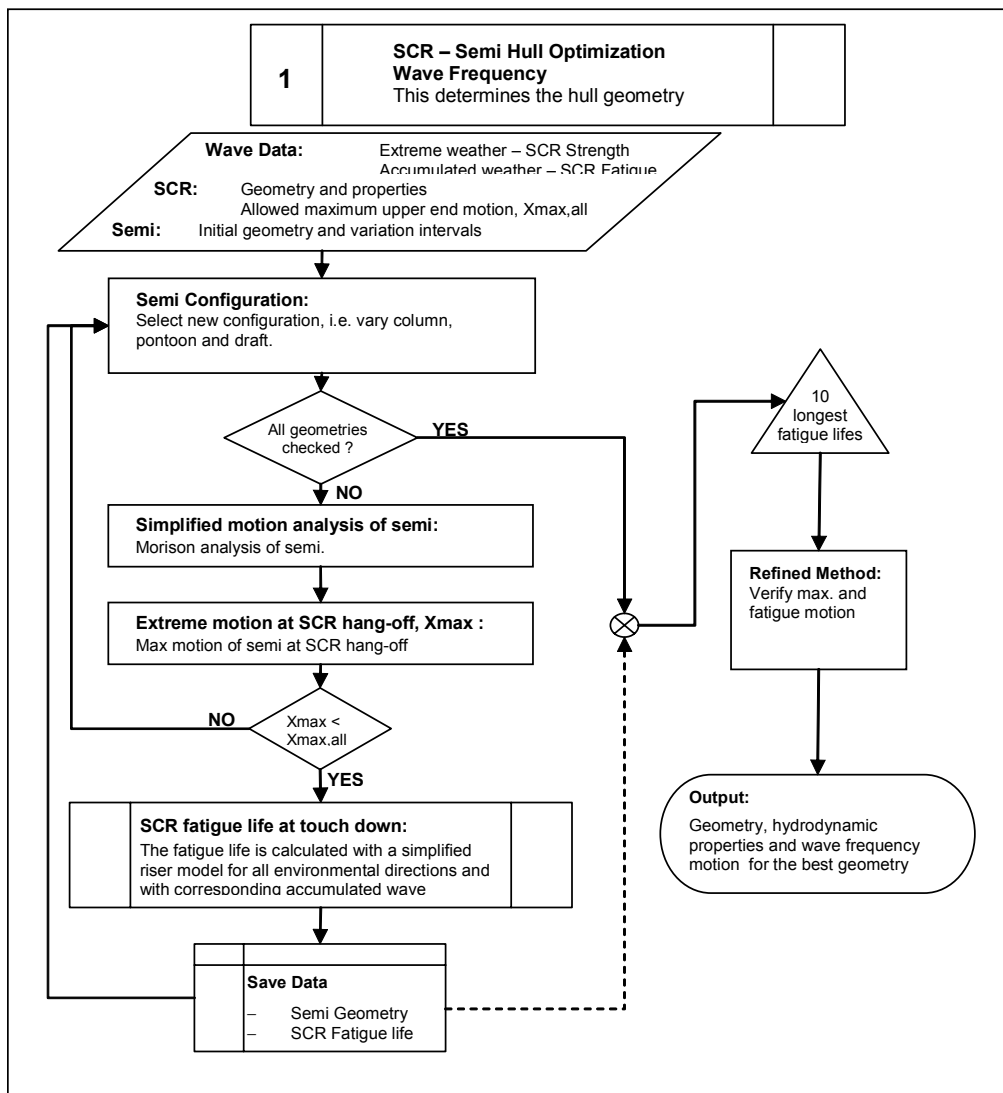 1
SCR – Semi Hull Optimization
Wave Frequency
This determines the hull geometry
Wave Data: Extreme weather – SCR Strength
Accumulated weather – SCR Fatigue
SCR: Geometry and properties
Allowed maximum upper end motion, Xmax,all
Semi: Initial geometry and variation intervals
Semi Configuration:
Select new configuration, i.e. vary column,
pontoon and draft.
All geometries
checked ?
YES
NO
Simplified motion analysis of semi:
Morison analysis of semi.
Extreme motion at SCR hang-off, Xmax :
Max motion of semi at SCR hang-off
NO
Xmax <
Xmax,all
YES
SCR fatigue life at touch down:
The fatigue life is calculated with a simplified
riser model for all environmental directions and
with corresponding accumulated wave
Save Data
– Semi Geometry
– SCR Fatigue life
10
longest
fatigue lifes
Refined Method:
Verify max. and
fatigue motion
Output:
Geometry, hydrodynamic
properties and wave frequency
motion for the best geometry